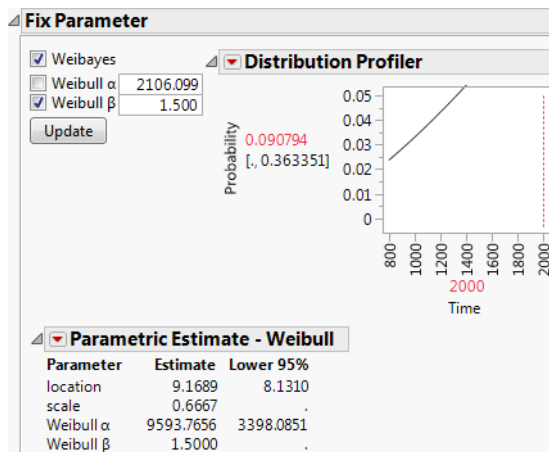 Fix Parameter
Weibayes
Weibull α 2106.099
Weibull β 1.500
Update
Distribution Profiler
Probability
0.090794
[., 0.363351]
0.05
0.04
0.03
0.02
0.01
0
800
1000
1200
1400
1600
1800
2000
2000
Time
Parametric Estimate - Weibull
Parameter Estimate Lower 95%
location 9.1689 8.1310
scale 0.6667 .
Weibull α 9593.7656 3398.0851
Weibull β 1.5000 .